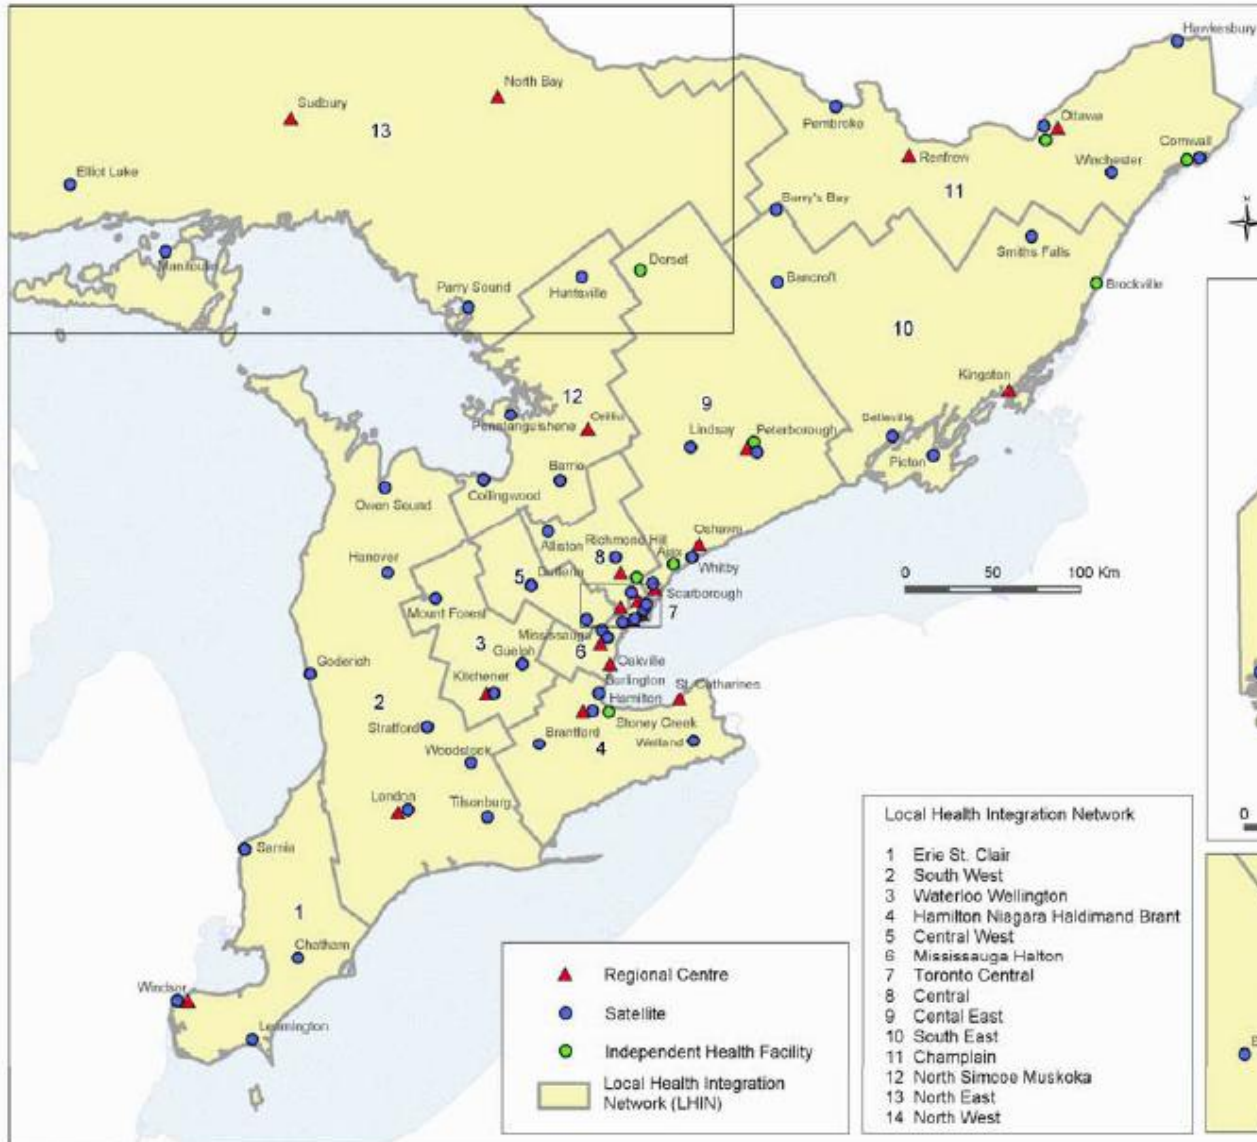 Hawkesbury
North Bay
Sudbury
13
Pembroke
Ottawa
Cornwall
Renfrew
Winchester
Elliot Lake
11
Barry's Bay
Smiths Falls
Manitoulin
Dorset
Parry Sound
Huntsville
Bancroft
Brockville
10
Kingston
12
9
Orillia
Penetanguishene
Belleville
Lindsay
Peterborough
Picton
Barrie
Collingwood
Owen Sound
Alliston
Richmond Hill
Oshawa
8
Ajax
Whitby
Hanover
5
Dufferin
0 50 100 Km
Scarborough
Mount Forest
7
Mississauga
3
6
Guelph
Oakville
Goderich
Kitchener
Burlington
St. Catharines
Hamilton
2
Stratford
Stoney Creek
Brantford
4
Welland
Woodstock
London
Tilsonburg
Sarnia
1
Chatham
Windsor
Leamington
Regional Centre
Satellite
Independent Health Facility
Local Health Integration
Network (LHIN)
Local Health Integration Network
1 Erie St. Clair
2 South West
3 Waterloo Wellington
4 Hamilton Niagara Haldimand Brant
5 Central West
6 Mississauga Halton
7 Toronto Central
8 Central
9 Cental East
10 South East
11 Champlain
12 North Simcoe Muskoka
13 North East
14 North West
0